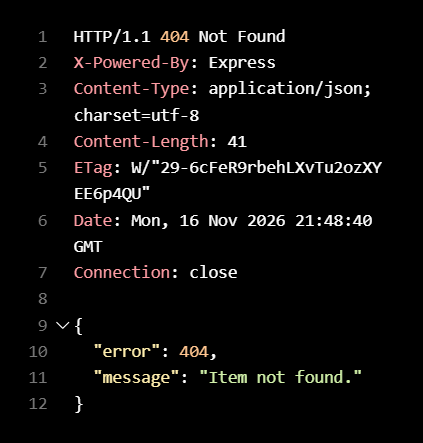 1 HTTP/1.1 404 Not Found
2 X-Powered-By: Express
3 Content-Type: application/json;
charset=utf-8
4 Content-Length: 41
5 ETag: W/"29-6cFeR9rbehLXvTu2ozXY
EE6p4QU"
6 Date: Mon, 16 Nov 2026 21:48:40
GMT
7 Connection: close
8
9 {
10 "error": 404,
11 "message": "Item not found."
12 }